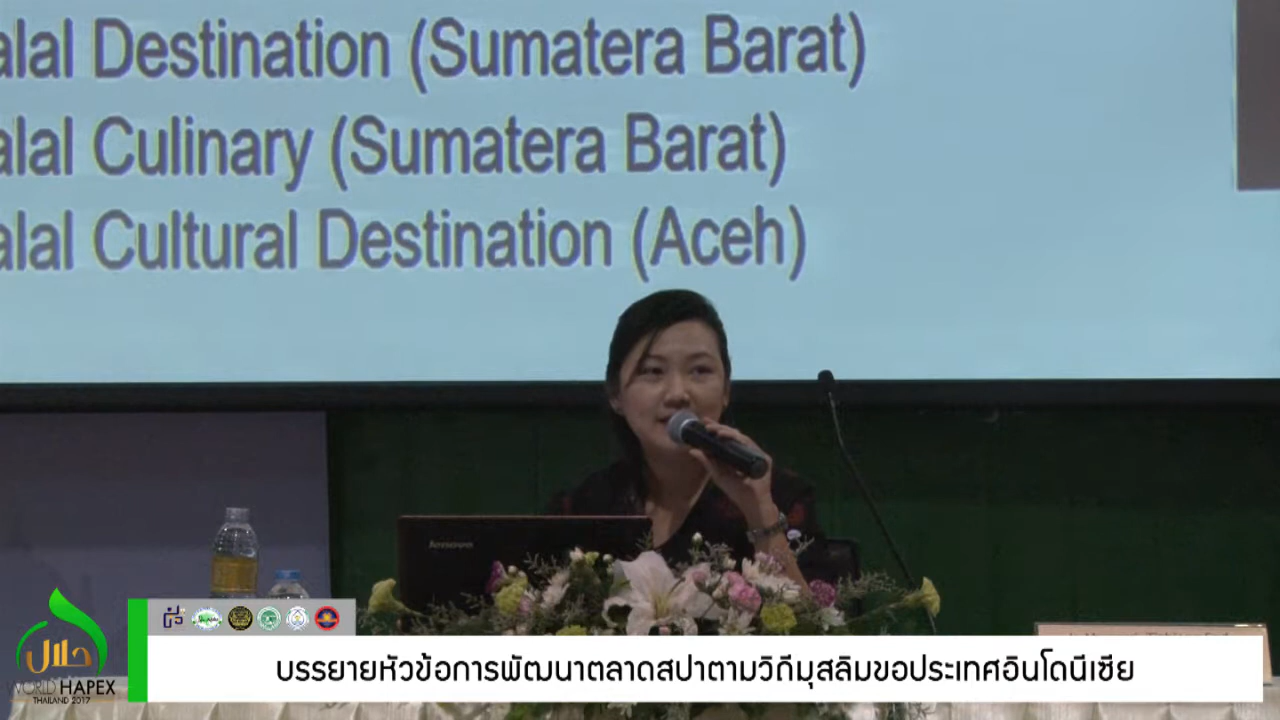 alal Destination (Sumatera Barat)
alal Culinary (Sumatera Barat)
alal Cultural Destination (Aceh)
lenovo
حلال
WORLD HAPEX
THAILAND 2017
บรรยายหัวข้อการพัฒนาตลาดสปาตามวิถีมุสลิมขอประเทศอินโดนีเซีย